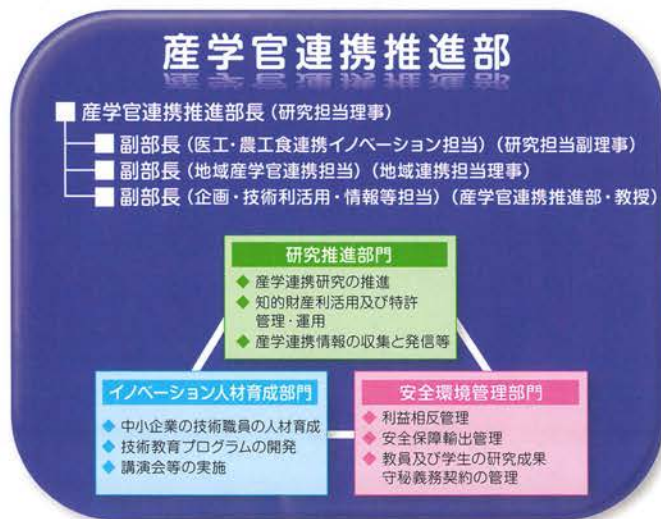 産学官連携推進部
■ 産学官連携推進部長（研究担当理事）
■ 副部長（医工・農工食連携イノベーション担当）（研究担当副理事）
■ 副部長（地域産学官連携担当）（地域連携担当理事）
■ 副部長（企画・技術利活用・情報等担当）（産学官連携推進部・教授）
研究推進部門
◆ 産学連携研究の推進
◆ 知的財産利活用及び特許
管理・運用
◆ 産学連携情報の収集と発信等
イノベーション人材育成部門
◆ 中小企業の技術職員の人材育成
◆ 技術教育プログラムの開発
◆ 講演会等の実施
安全環境管理部門
◆ 利益相反管理
◆ 安全保障輸出管理
◆ 教員及び学生の研究成果
守秘義務契約の管理